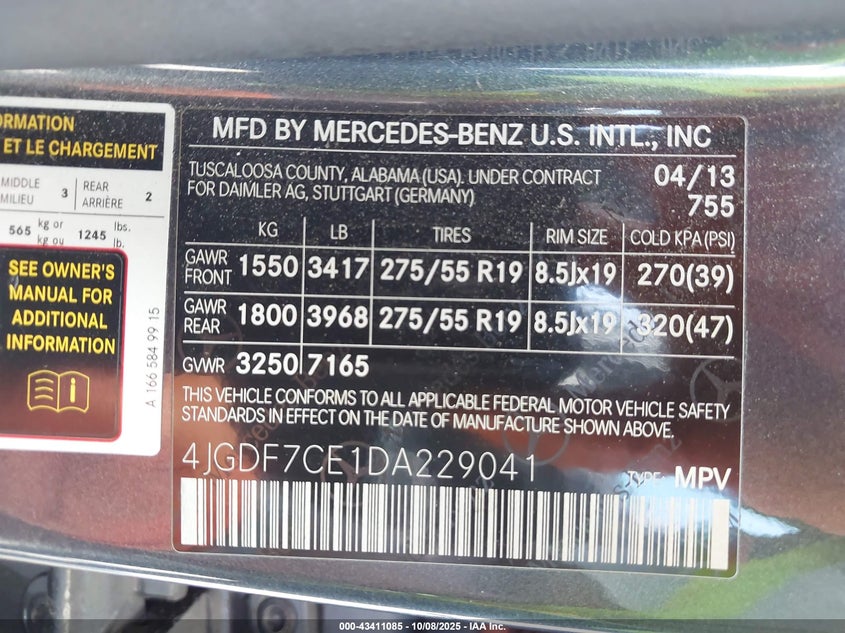 ORMATION
ET LE CHARGEMENT
MIDDLE
MILIEU
3
REAR
ARRIÈRE
2
565 kg or 1245 lbs.
kg ou lb.
SEE OWNER'S
MANUAL FOR
ADDITIONAL
INFORMATION
A 166 584 99 15
MFD BY MERCEDES-BENZ U.S. INTL., INC
TUSCALOOSA COUNTY, ALABAMA (USA). UNDER CONTRACT
FOR DAIMLER AG, STUTTGART (GERMANY)
04/13
755
KG LB TIRES RIM SIZE COLD KPA(PSI)
GAWR FRONT 1550 3417 275/55 R19 8.5Jx19 270(39)
GAWR REAR 1800 3968 275/55 R19 8.5Jx19 320(47)
GVWR 3250 7165
THIS VEHICLE CONFORMS TO ALL APPLICABLE FEDERAL MOTOR VEHICLE SAFETY
STANDARDS IN EFFECT ON THE DATE OF MANUFACTURE SHOWN ABOVE.
4JGDF7CE1DA229041
TYPE: MPV
000-43411085 - 10/08/2025 - IAA Inc.